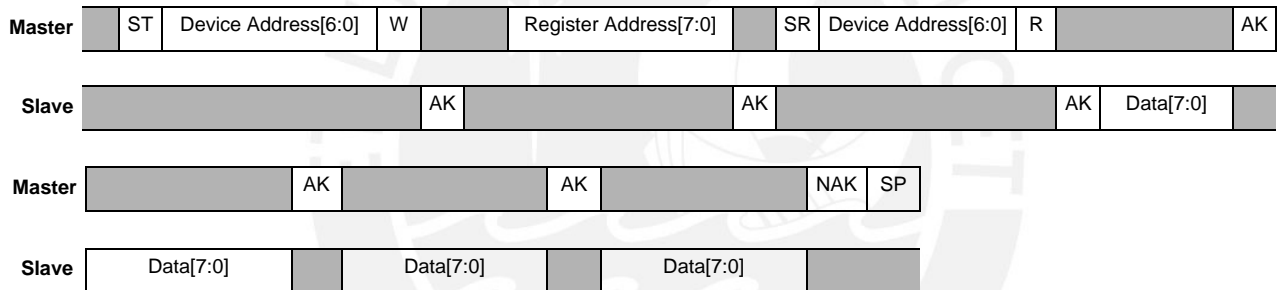 Master ST Device Address[6:0] W Register Address[7:0] SR Device Address[6:0] R AK
Slave AK AK AK Data[7:0]
Master AK AK NAK SP
Slave Data[7:0] Data[7:0] Data[7:0]